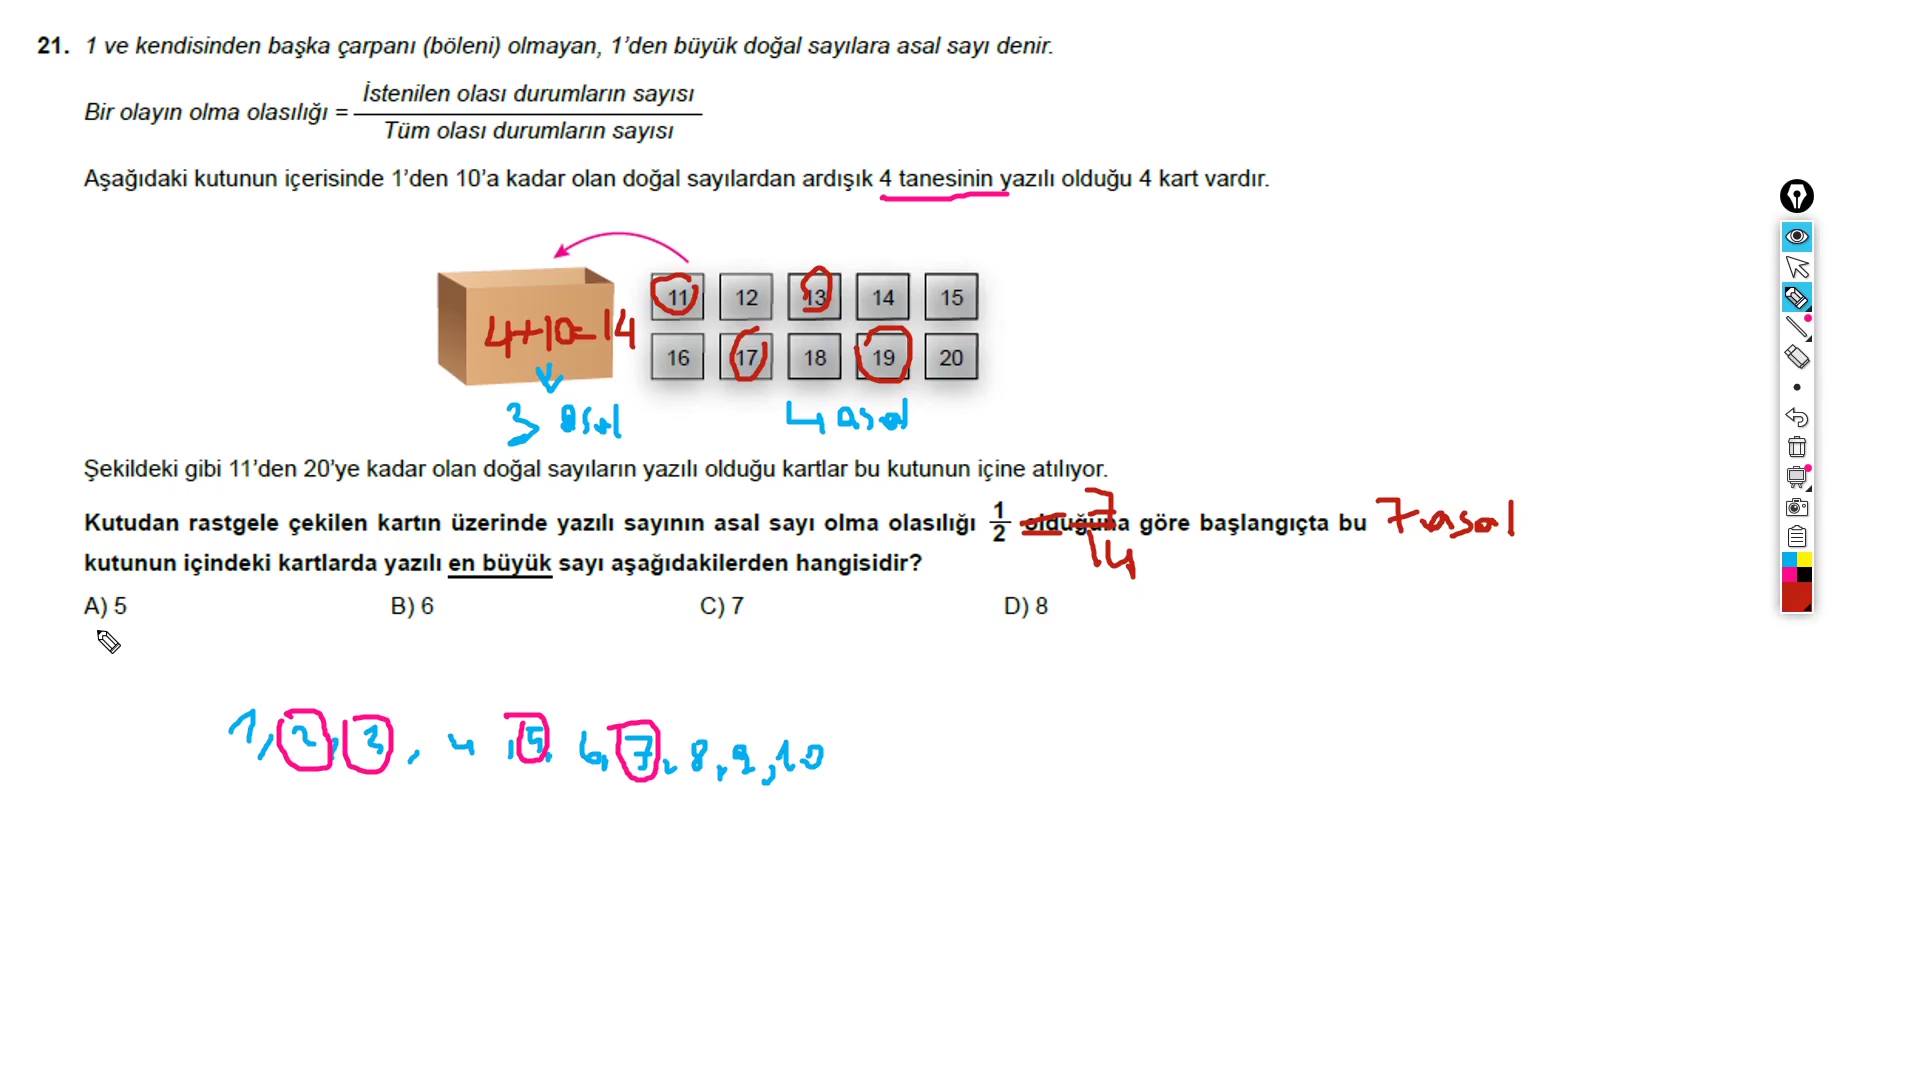 21. 1 ve kendisinden başka çarpanı (böleni) olmayan, 1'den büyük doğal sayılara asal sayı denir.
Bir olayın olma olasılığı = İstenilen olası durumların sayısı
Tüm olası durumların sayısı
Aşağıdaki kutunun içerisinde 1'den 10'a kadar olan doğal sayılardan ardışık 4 tanesinin yazılı olduğu 4 kart vardır.
11 12 13 14 15
4+10=14
16 17 18 19 20
3 asal 4 asal
Şekildeki gibi 11'den 20'ye kadar olan doğal sayıların yazılı olduğu kartlar bu kutunun içine atılıyor.
Kutudan rastgele çekilen kartın üzerinde yazılı sayının asal sayı olma olasılığı 1/2 olduğuna göre başlangıçta bu 7 asal
= 7/14
kutunun içindeki kartlarda yazılı en büyük sayı aşağıdakilerden hangisidir?
A) 5 B) 6 C) 7 D) 8
1, 2, 3, 4, 5, 6, 7, 8, 9, 10